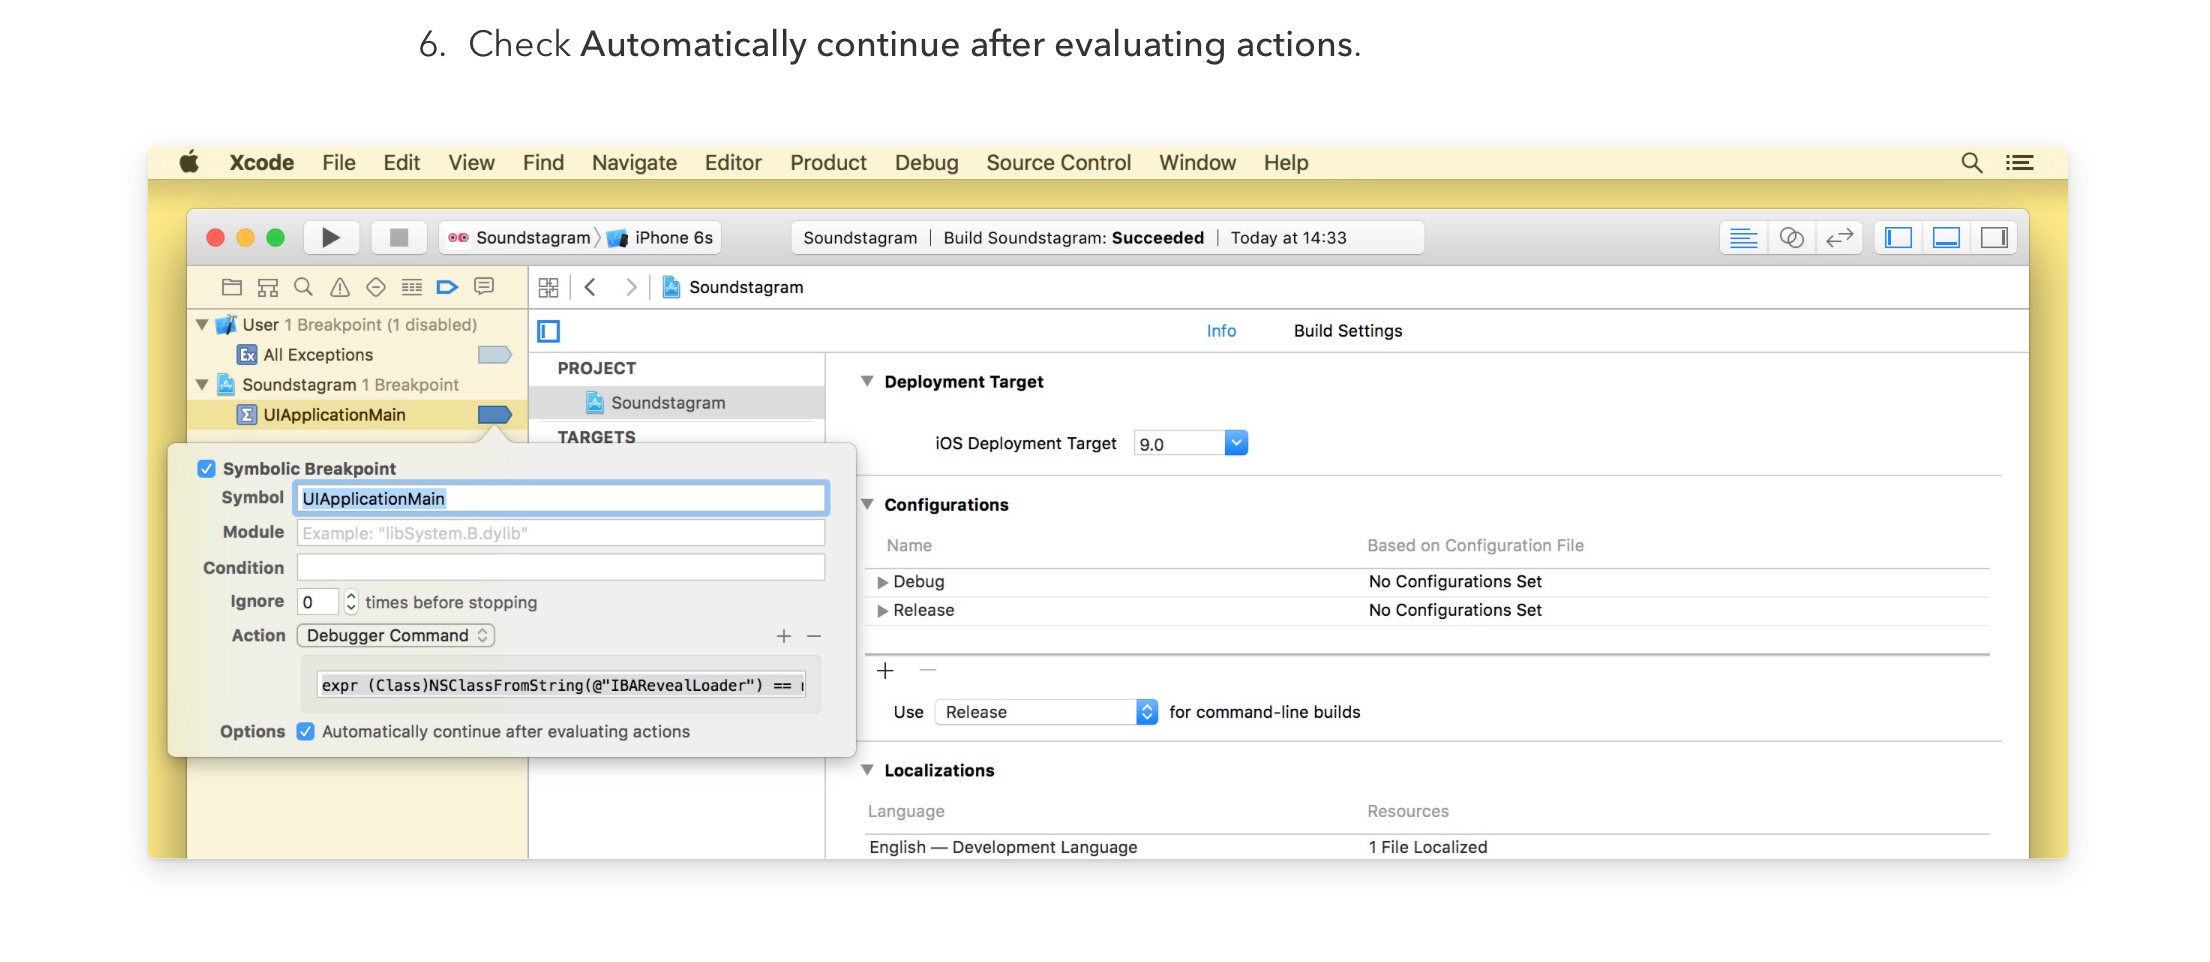 6. Check Automatically continue after evaluating actions.
Xcode File Edit View Find Navigate Editor Product Debug Source Control Window Help
Soundstagram iPhone 6s
Soundstagram | Build Soundstagram: Succeeded | Today at 14:33
Soundstagram
User 1 Breakpoint (1 disabled)
Ex All Exceptions
Soundstagram 1 Breakpoint
Σ UIApplicationMain
Info Build Settings
PROJECT
Soundstagram
TARGETS
Symbolic Breakpoint
Symbol UIApplicationMain
Module Example: "libSystem.B.dylib"
Condition
Ignore 0 times before stopping
Action Debugger Command
expr (Class)NSClassFromString(@"IBARevealLoader") ==
Options Automatically continue after evaluating actions
Deployment Target
iOS Deployment Target 9.0
Configurations
Name Based on Configuration File
Debug No Configurations Set
Release No Configurations Set
Use Release for command-line builds
Localizations
Language Resources
English — Development Language 1 File Localized